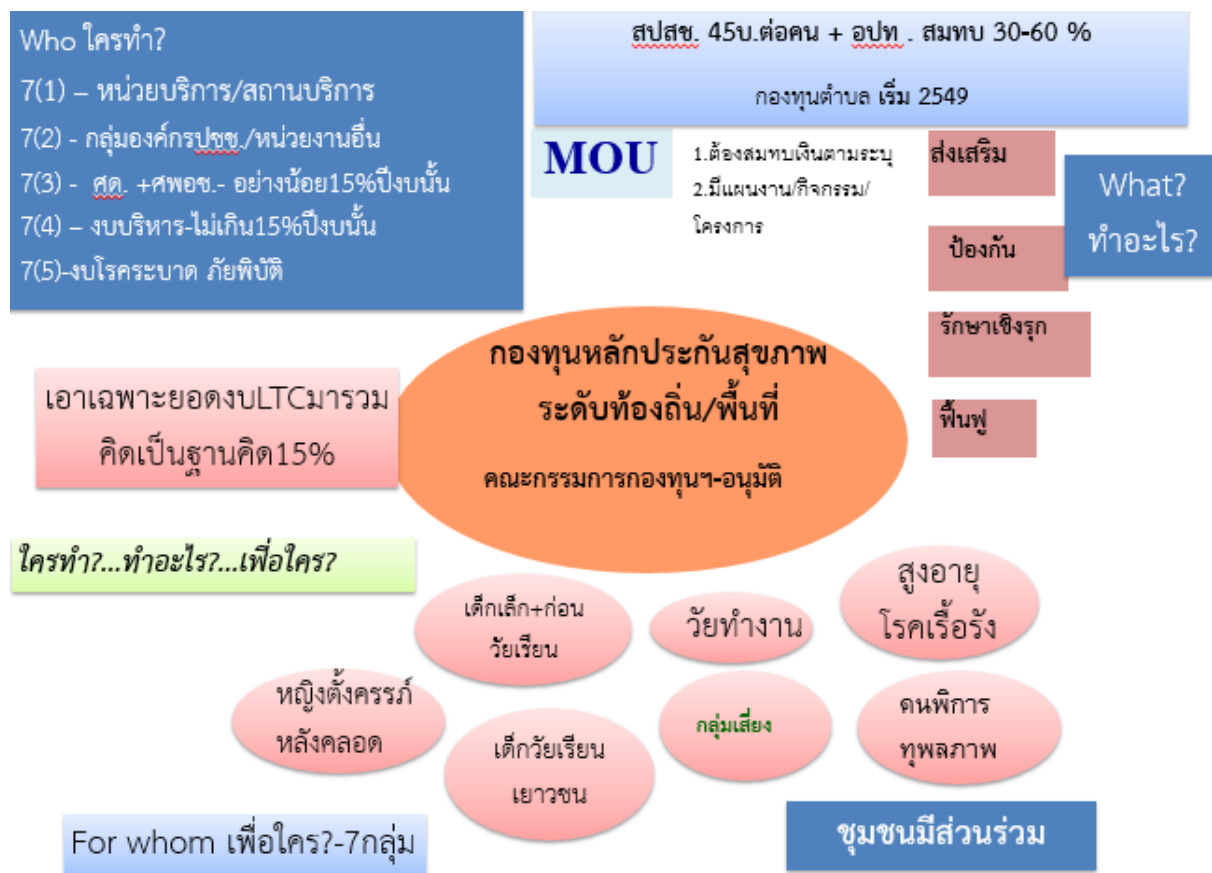 Who ใครทำ?
7(1) – หน่วยบริการ/สถานบริการ
7(2) - กลุ่มองค์กรปชช./หน่วยงานอื่น
7(3) - ศด. +ศพอช.- อย่างน้อย15%ปีงบนั้น
7(4) – งบบริหาร-ไม่เกิน15%ปีงบนั้น
7(5)-งบโรคระบาด ภัยพิบัติ
สปสช. 45บ.ต่อคน + อปท . สมทบ 30-60 %
กองทุนตำบล เริ่ม 2549
MOU
1.ต้องสมทบเงินตามระบุ
2.มีแผนงาน/กิจกรรม/
โครงการ
ส่งเสริม
ป้องกัน
รักษาเชิงรุก
ฟื้นฟู
What?
ทำอะไร?
กองทุนหลักประกันสุขภาพ
ระดับท้องถิ่น/พื้นที่
คณะกรรมการกองทุนฯ-อนุมัติ
เอาเฉพาะยอดงบLTCมารวม
คิดเป็นฐานคิด15%
ใครทำ?...ทำอะไร?...เพื่อใคร?
เด็กเล็ก+ก่อน
วัยเรียน
วัยทำงาน
สูงอายุ
โรคเรื้อรัง
หญิงตั้งครรภ์
หลังคลอด
เด็กวัยเรียน
เยาวชน
กลุ่มเสี่ยง
คนพิการ
ทุพลภาพ
For whom เพื่อใคร?-7กลุ่ม
ชุมชนมีส่วนร่วม